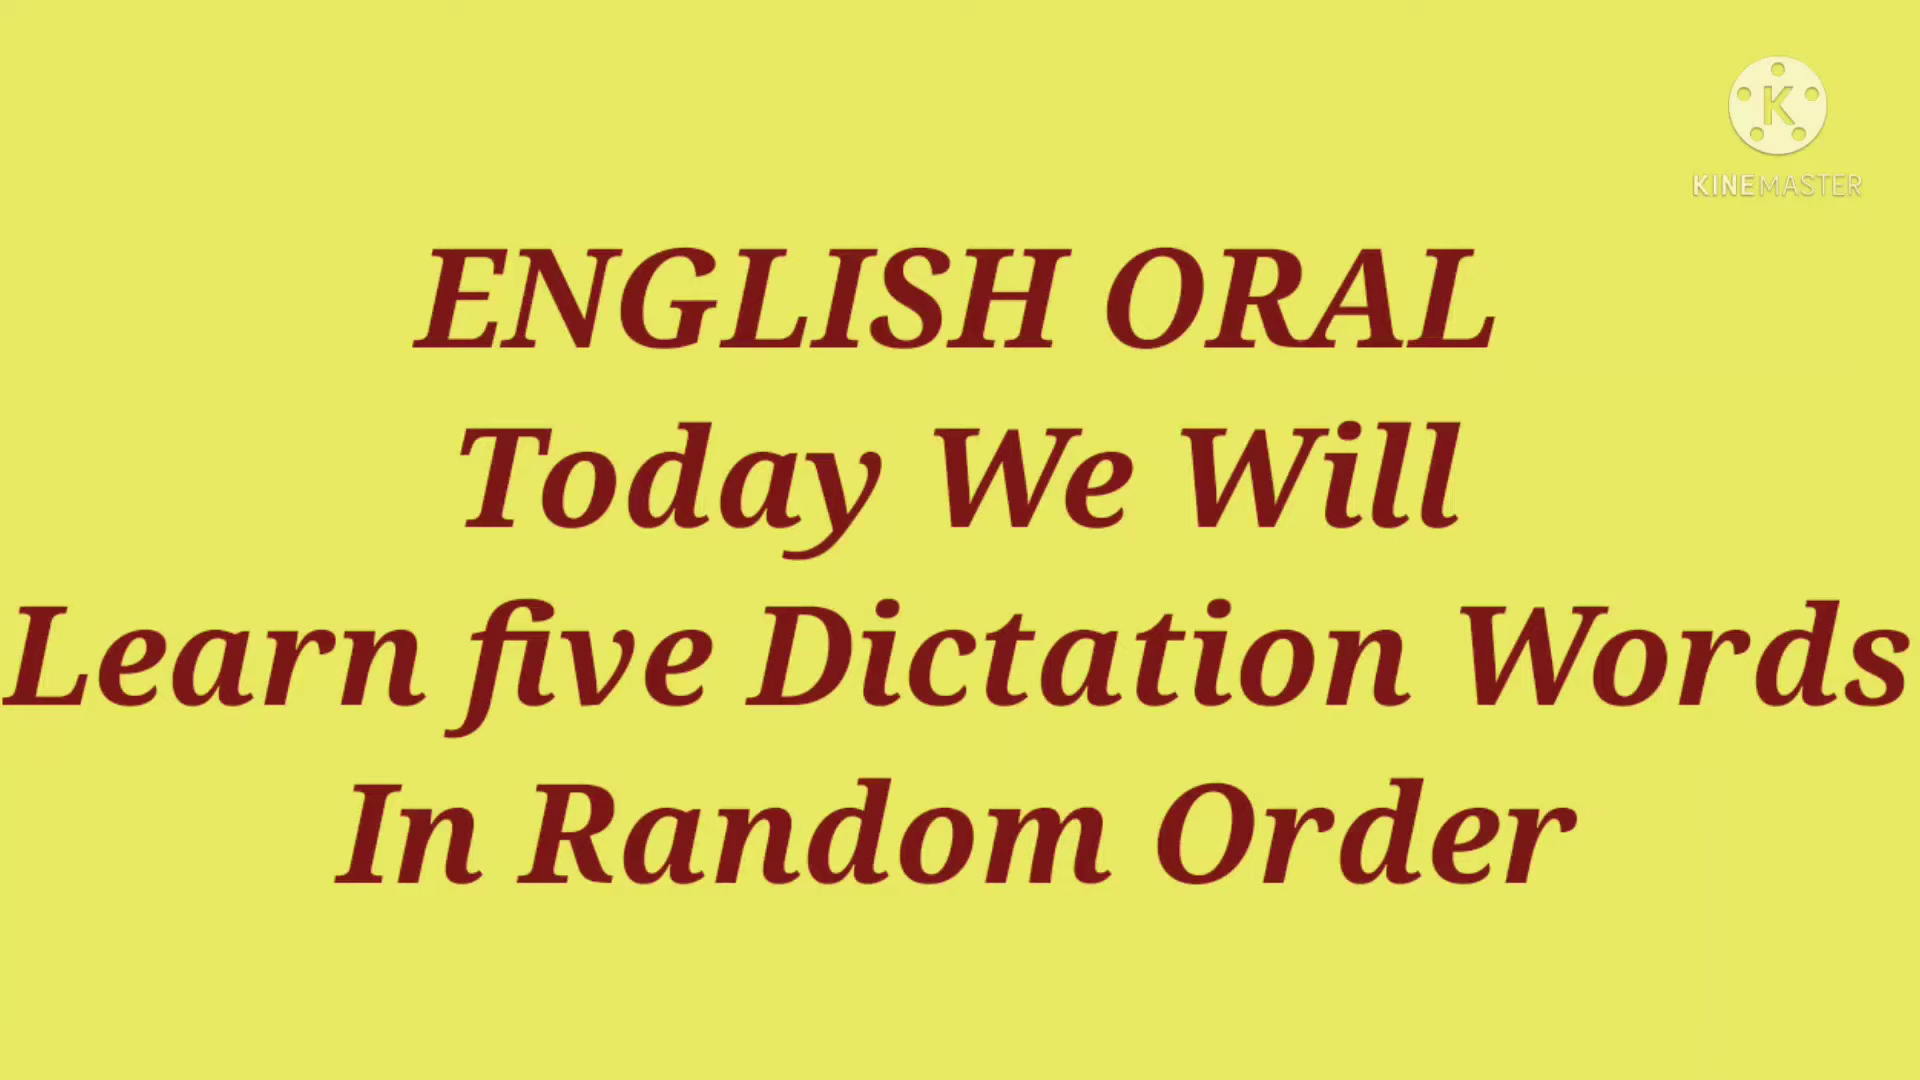 K
KINEMASTER
ENGLISH ORAL
Today We Will
Learn five Dictation Words
In Random Order